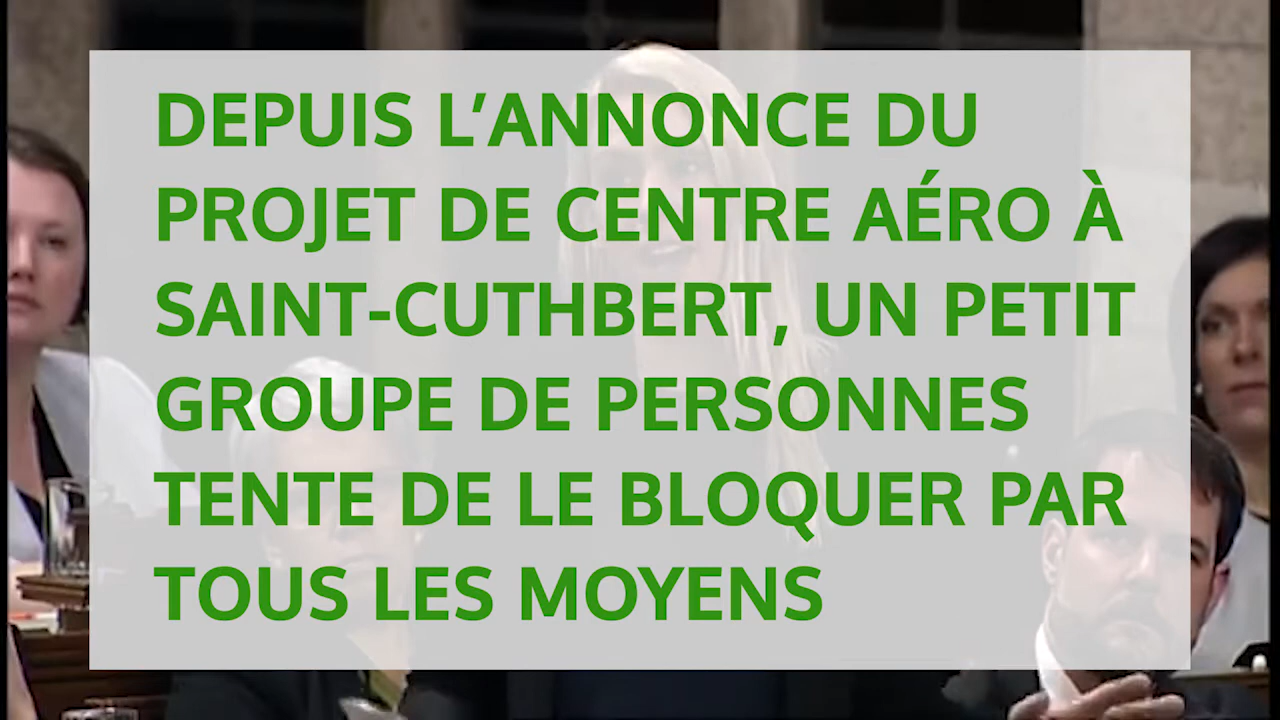 DEPUIS L’ANNONCE DU
PROJET DE CENTRE AÉRO À
SAINT-CUTHBERT, UN PETIT
GROUPE DE PERSONNES
TENTE DE LE BLOQUER PAR
TOUS LES MOYENS